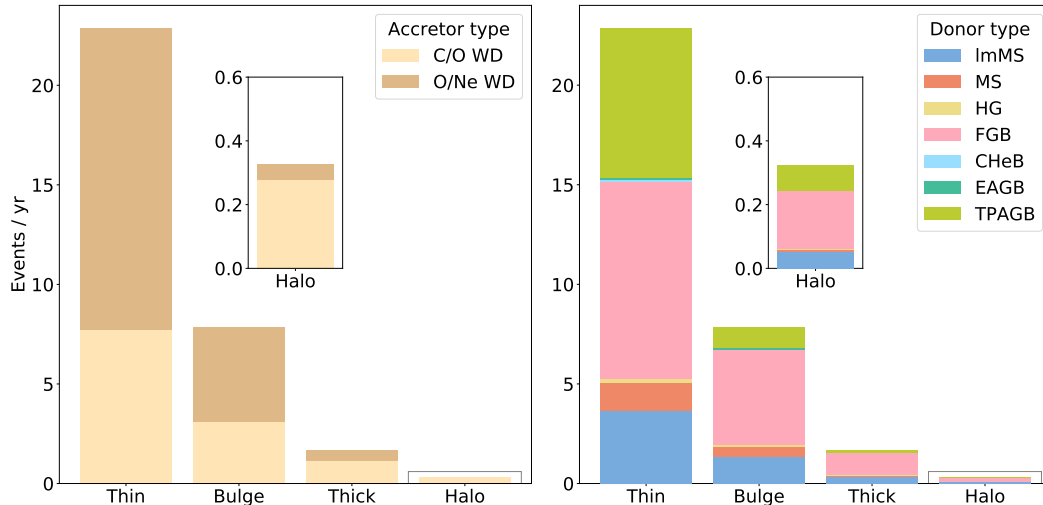 Events / yr
20
15
10
5
0
Thin
Bulge
Thick
Halo
Accretor type
C/O WD
O/Ne WD
0.6
0.4
0.2
0.0
Halo
20
15
10
5
0
Thin
Bulge
Thick
Halo
Donor type
lmMS
MS
HG
FGB
CHeB
EAGB
TPAGB
0.6
0.4
0.2
0.0
Halo